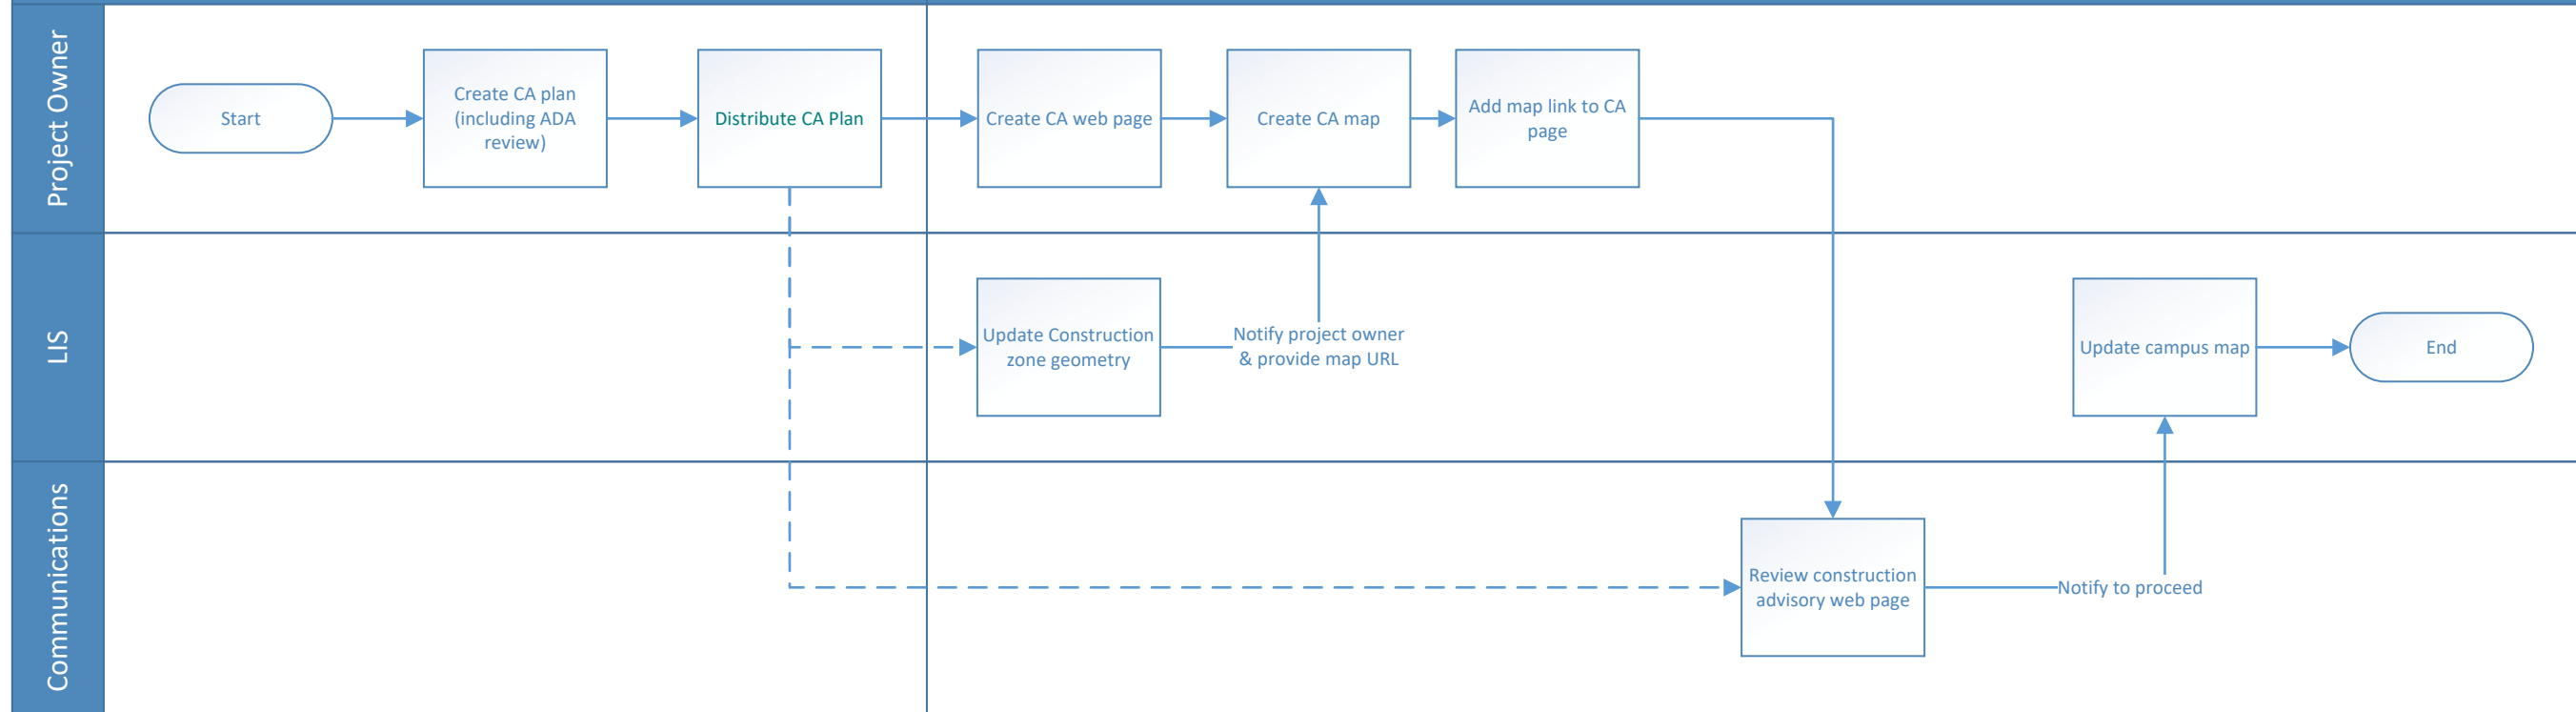 Project Owner
Start
Create CA plan
(including ADA
review)
Distribute CA Plan
Create CA web page
Create CA map
Add map link to CA
page
LIS
Update Construction
zone geometry
Notify project owner
& provide map URL
Update campus map
End
Communications
Review construction
advisory web page
Notify to proceed